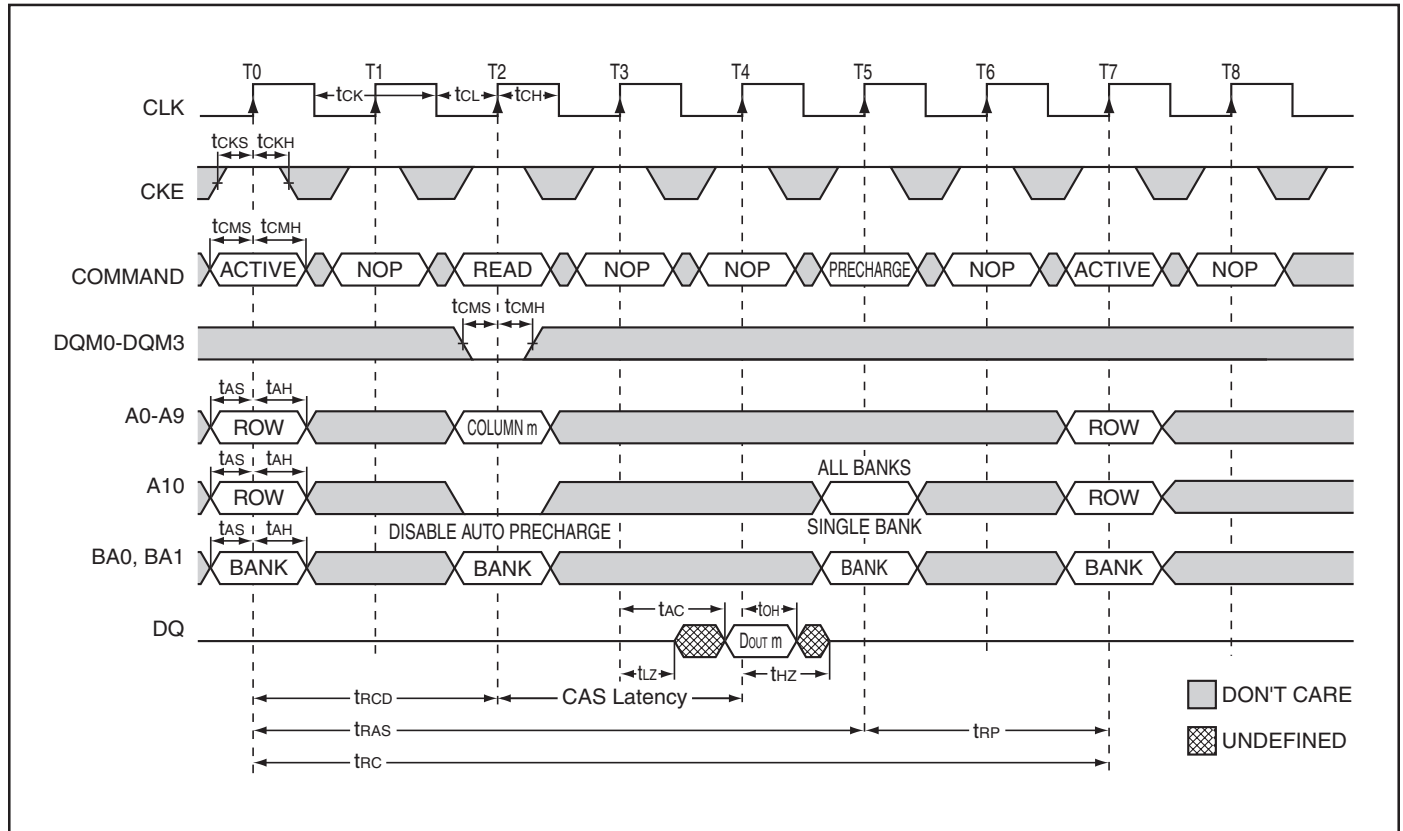 T0 T1 T2 T3 T4 T5 T6 T7 T8
CLK tCK tCL tCH
tCKS tCKH
CKE
tCMS tCMH
COMMAND ACTIVE NOP READ NOP NOP PRECHARGE NOP ACTIVE NOP
tCMS tCMH
DQM0-DQM3
tAS tAH
A0-A9 ROW COLUMN m ROW
tAS tAH ALL BANKS
A10 ROW ROW
tAS tAH DISABLE AUTO PRECHARGE SINGLE BANK
BA0, BA1 BANK BANK BANK BANK
tAC tOH
DQ DOUT m
tLZ tHZ
tRCD CAS Latency DON'T CARE
tRAS tRP UNDEFINED
tRC